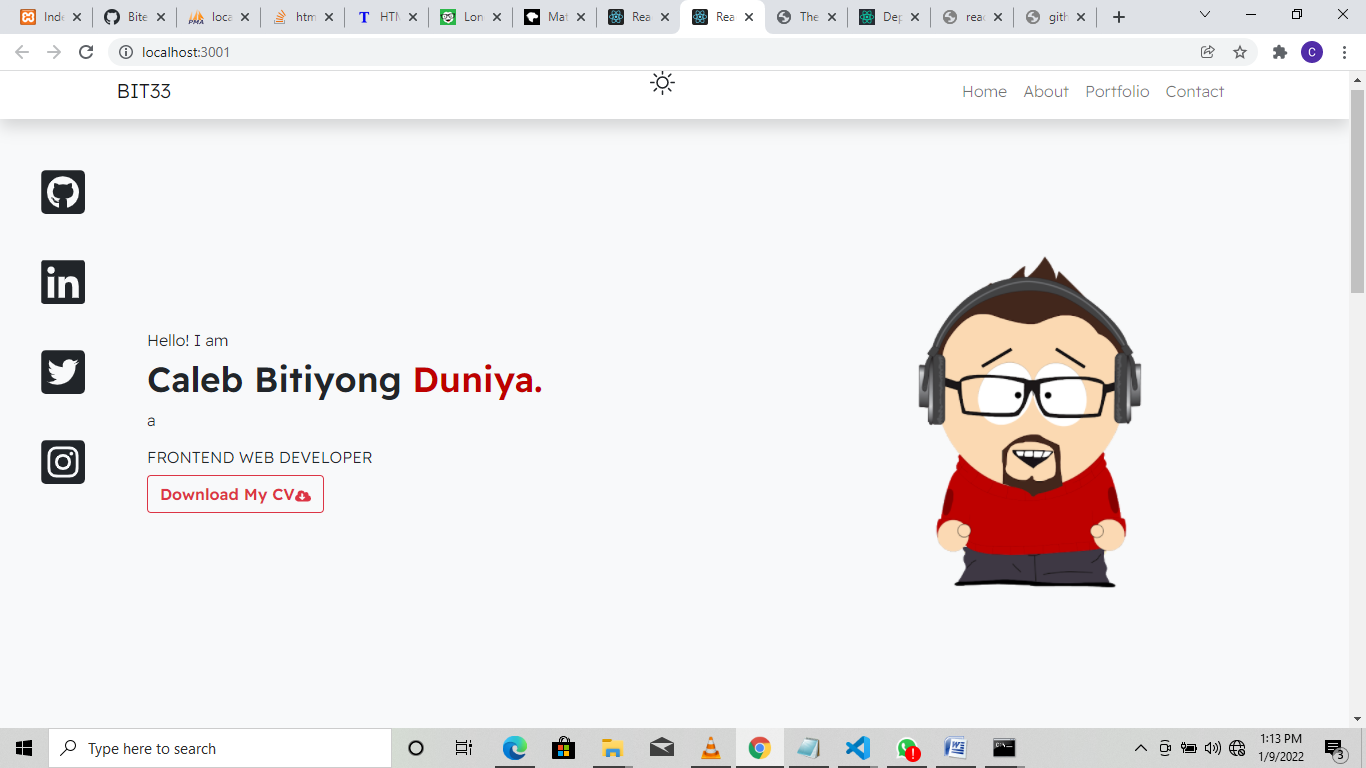 Inde
Bite
loca
htm
HTM
Lon
Mat
Rea
Rea
The
Dep
read
gith
localhost:3001
C
BIT33
Home About Portfolio Contact
Hello! I am
Caleb Bitiyong Duniya.
a
FRONTEND WEB DEVELOPER
Download My CV
Type here to search
1:13 PM
1/9/2022
3